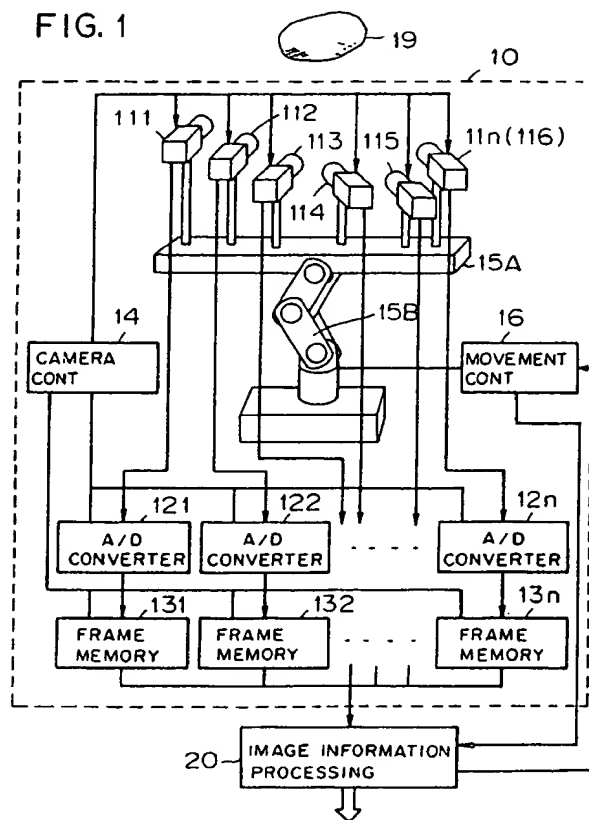 FIG. 1
19
10
111
112
113
114
115
11n(116)
15A
14
CAMERA
CONT
15B
16
MOVEMENT
CONT
121
A/D
CONVERTER
122
A/D
CONVERTER
12n
A/D
CONVERTER
131
FRAME
MEMORY
132
FRAME
MEMORY
13n
FRAME
MEMORY
20
IMAGE INFORMATION
PROCESSING